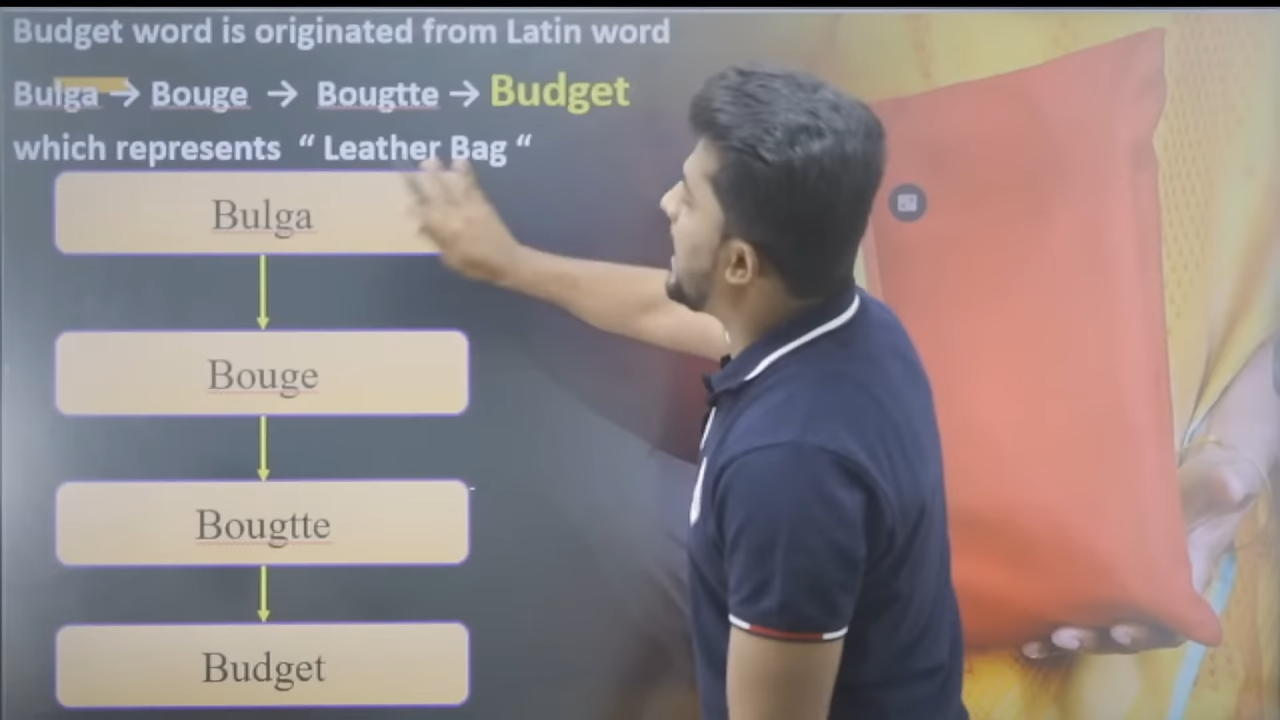 Budget word is originated from Latin word
Bulga → Bouge → Bougtte → Budget
which represents “ Leather Bag “
Bulga
Bouge
Bougtte
Budget